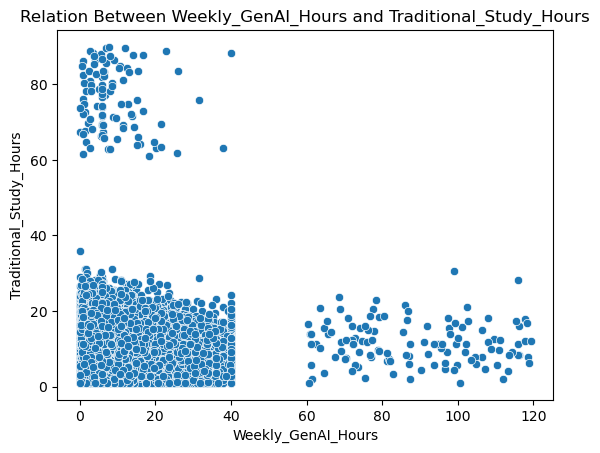 Relation Between Weekly_GenAI_Hours and Traditional_Study_Hours
80
60
40
20
0
Traditional_Study_Hours
0 20 40 60 80 100 120
Weekly_GenAI_Hours